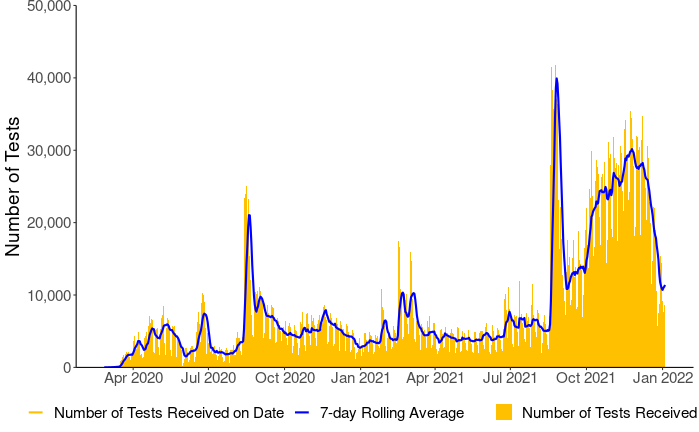 50,000
40,000
30,000
20,000
10,000
0
Number of Tests
Apr 2020 Jul 2020 Oct 2020 Jan 2021 Apr 2021 Jul 2021 Oct 2021 Jan 2022
Number of Tests Received on Date 7-day Rolling Average Number of Tests Received